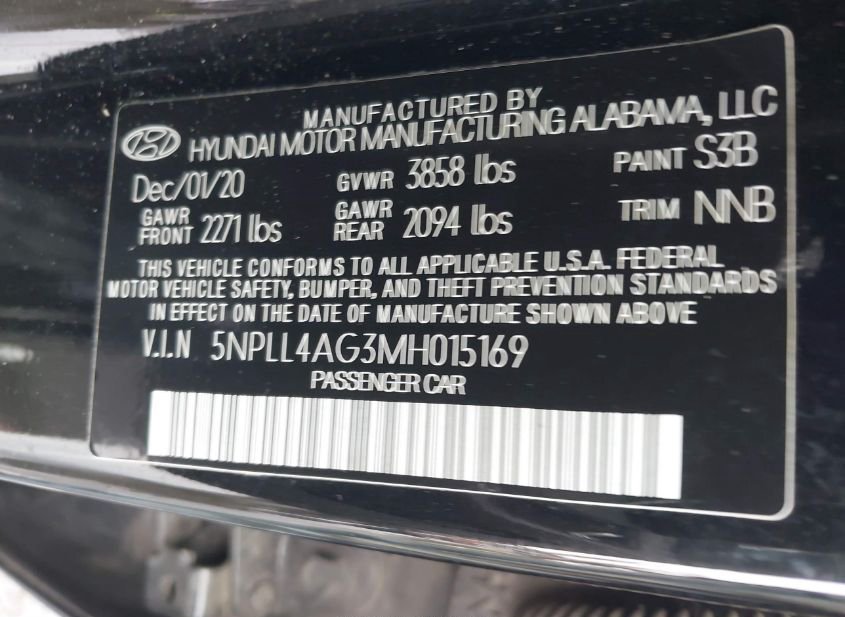 MANUFACTURED BY
HYUNDAI MOTOR MANUFACTURING ALABAMA, LLC
Dec/01/20 GVWR 3858 lbs PAINT S3B
GAWR FRONT 2271 lbs GAWR REAR 2094 lbs TRIM NNB
THIS VEHICLE CONFORMS TO ALL APPLICABLE U.S.A. FEDERAL
MOTOR VEHICLE SAFETY, BUMPER, AND THEFT PREVENTION STANDARDS
IN EFFECT ON THE DATE OF MANUFACTURE SHOWN ABOVE
V.I.N 5NPLL4AG3MH015169
PASSENGER CAR